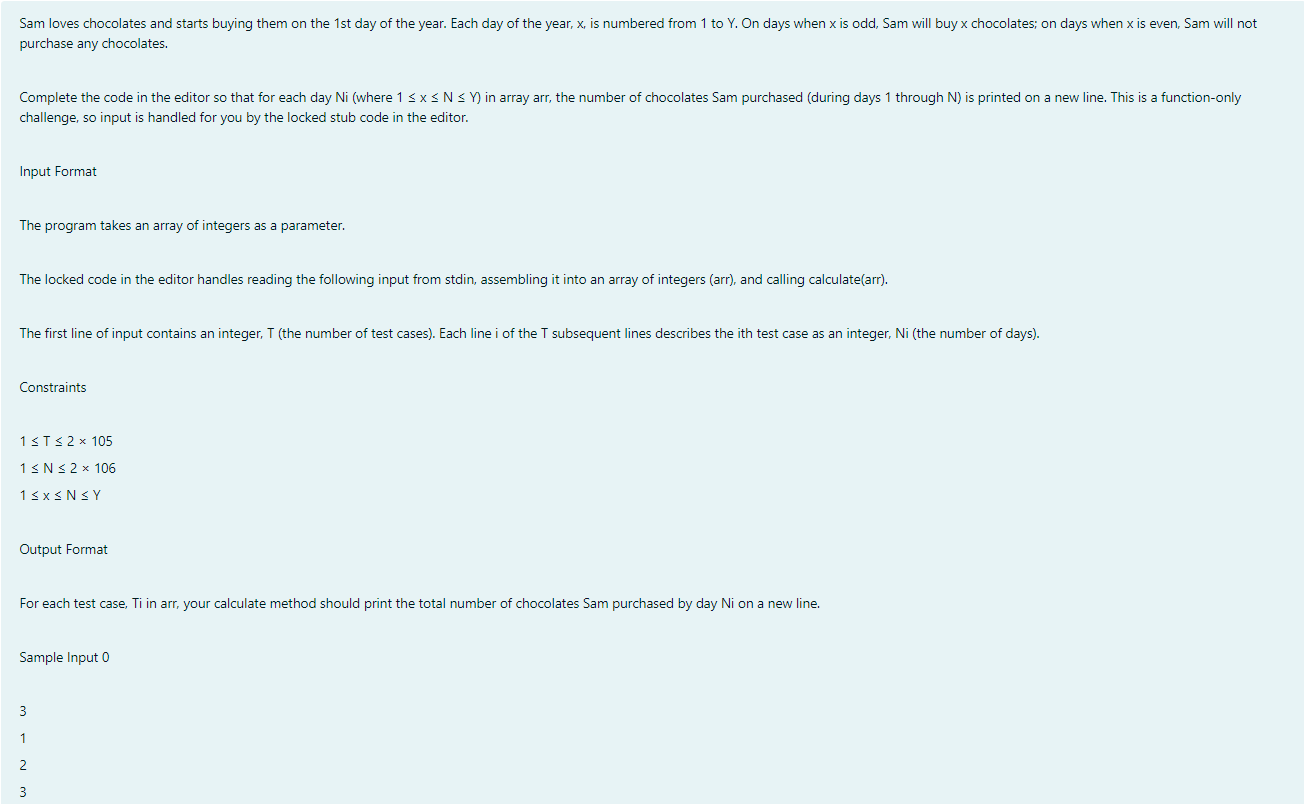 Sam loves chocolates and starts buying them on the 1st day of the year. Each day of the year, x, is numbered from 1 to Y. On days when x is odd, Sam will buy x chocolates; on days when x is even, Sam will not
purchase any chocolates.
Complete the code in the editor so that for each day Ni (where 1 ≤ x ≤ N ≤ Y) in array arr, the number of chocolates Sam purchased (during days 1 through N) is printed on a new line. This is a function-only
challenge, so input is handled for you by the locked stub code in the editor.
Input Format
The program takes an array of integers as a parameter.
The locked code in the editor handles reading the following input from stdin, assembling it into an array of integers (arr), and calling calculate(arr).
The first line of input contains an integer, T (the number of test cases). Each line i of the T subsequent lines describes the ith test case as an integer, Ni (the number of days).
Constraints
1 ≤ T ≤ 2 × 105
1 ≤ N ≤ 2 × 106
1 ≤ x ≤ N ≤ Y
Output Format
For each test case, Ti in arr, your calculate method should print the total number of chocolates Sam purchased by day Ni on a new line.
Sample Input 0
3
1
2
3